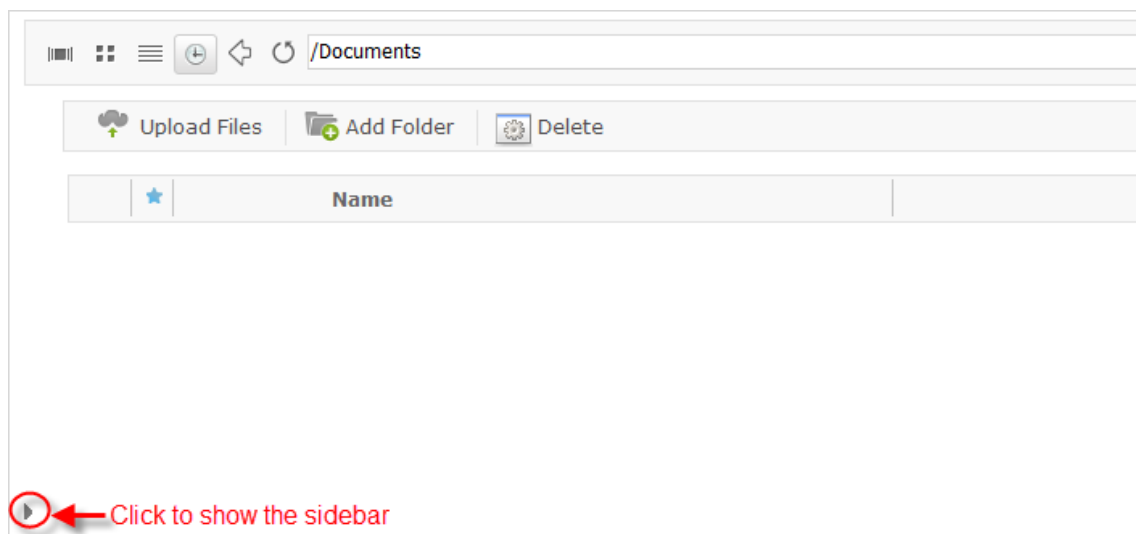 /Documents
Upload Files Add Folder Delete
Name
Click to show the sidebar